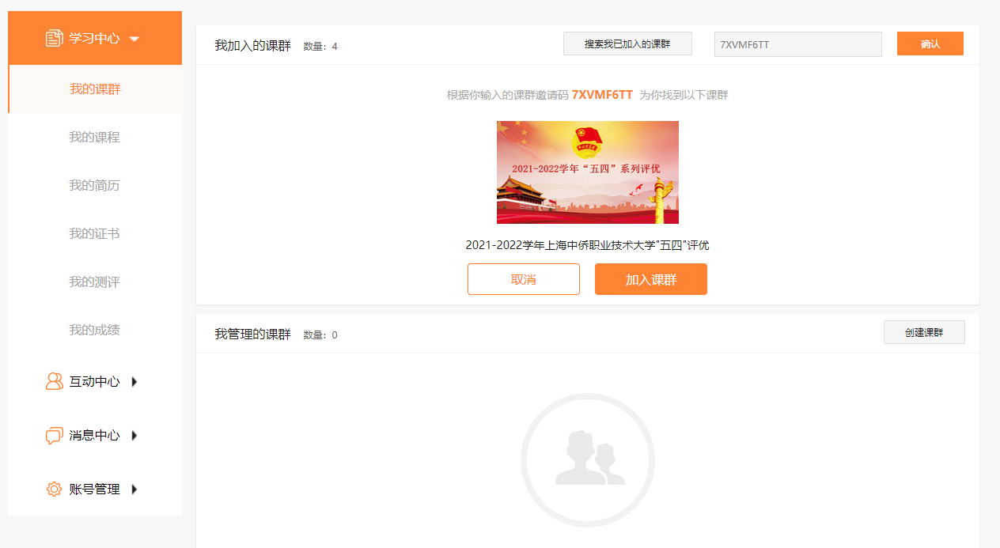 学习中心
我的课群
我的课程
我的简历
我的证书
我的测评
我的成绩
互动中心
消息中心
账号管理
我加入的课群 数量：4
搜索我已加入的课群
7XVMF6TT
确认
根据你输入的课群邀请码 7XVMF6TT 为你找到以下课群
2021-2022学年“五四”系列评优
2021-2022学年上海中侨职业技术大学"五四"评优
取消
加入课群
我管理的课群 数量：0
创建课群